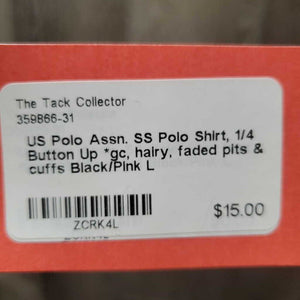 The Tack Collector
359866-31
US Polo Assn. SS Polo Shirt, 1/4
Button Up *gc, hairy, faded pits &
cuffs Black/Pink L
ZCRK4L
$15.00
ZCRK4L